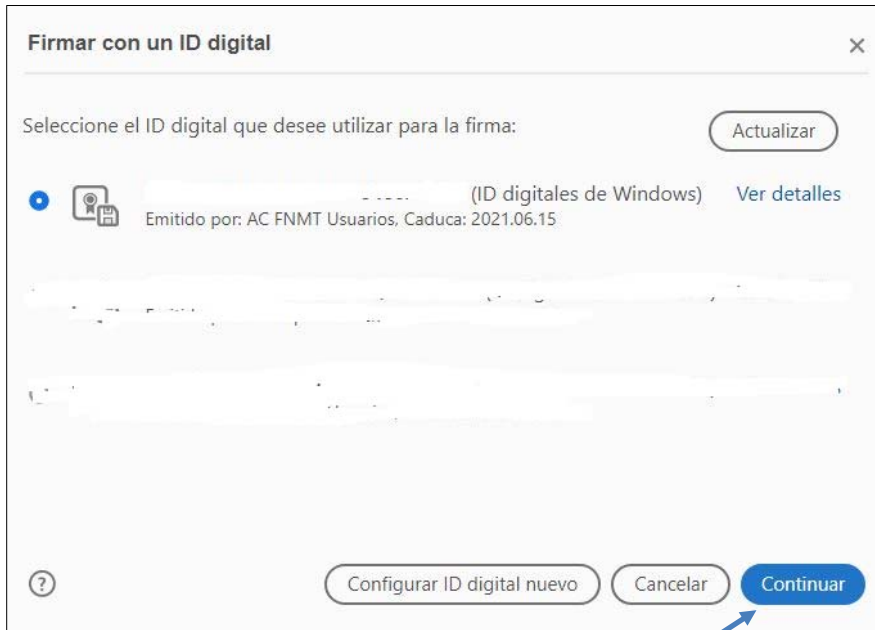 Firmar con un ID digital
Seleccione el ID digital que desee utilizar para la firma:
Actualizar
(ID digitales de Windows) Ver detalles
Emitido por: AC FNMT Usuarios, Caduca: 2021.06.15
Configurar ID digital nuevo
Cancelar
Continuar